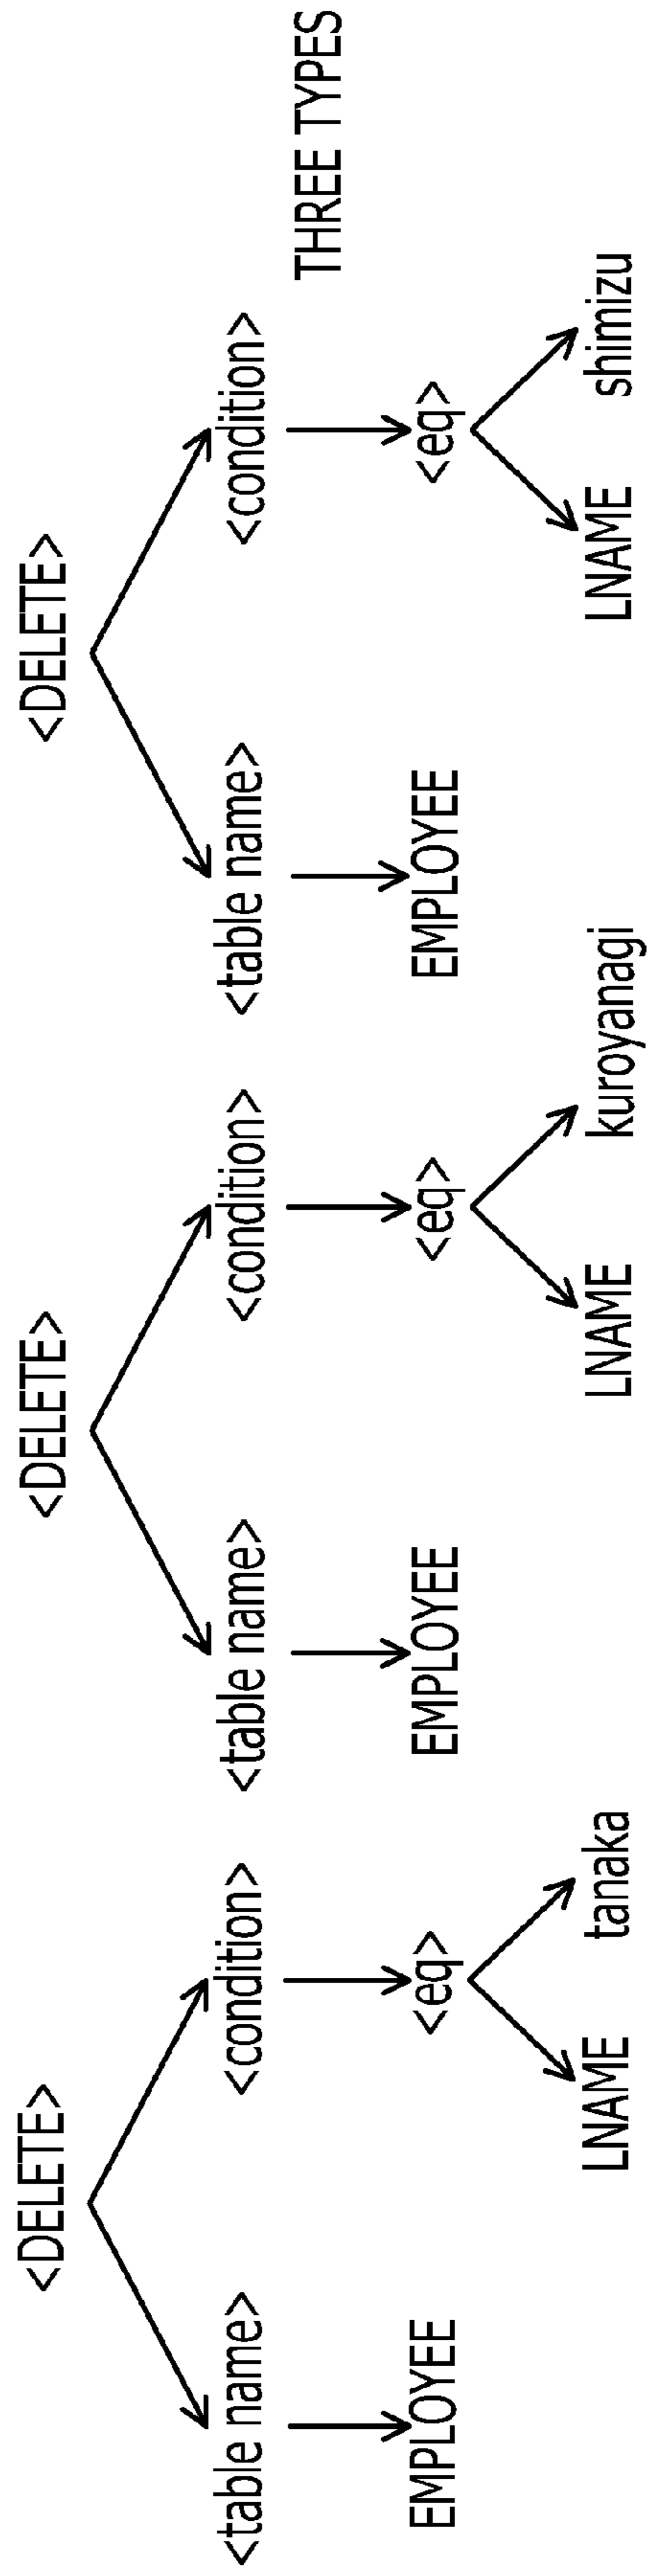 <DELETE>
<table name>
<condition>
EMPLOYEE
<eq>
LNAME
tanaka
<DELETE>
<table name>
<condition>
EMPLOYEE
<eq>
LNAME
kuroyanagi
<DELETE>
<table name>
<condition>
EMPLOYEE
<eq>
LNAME
shimizu
THREE TYPES